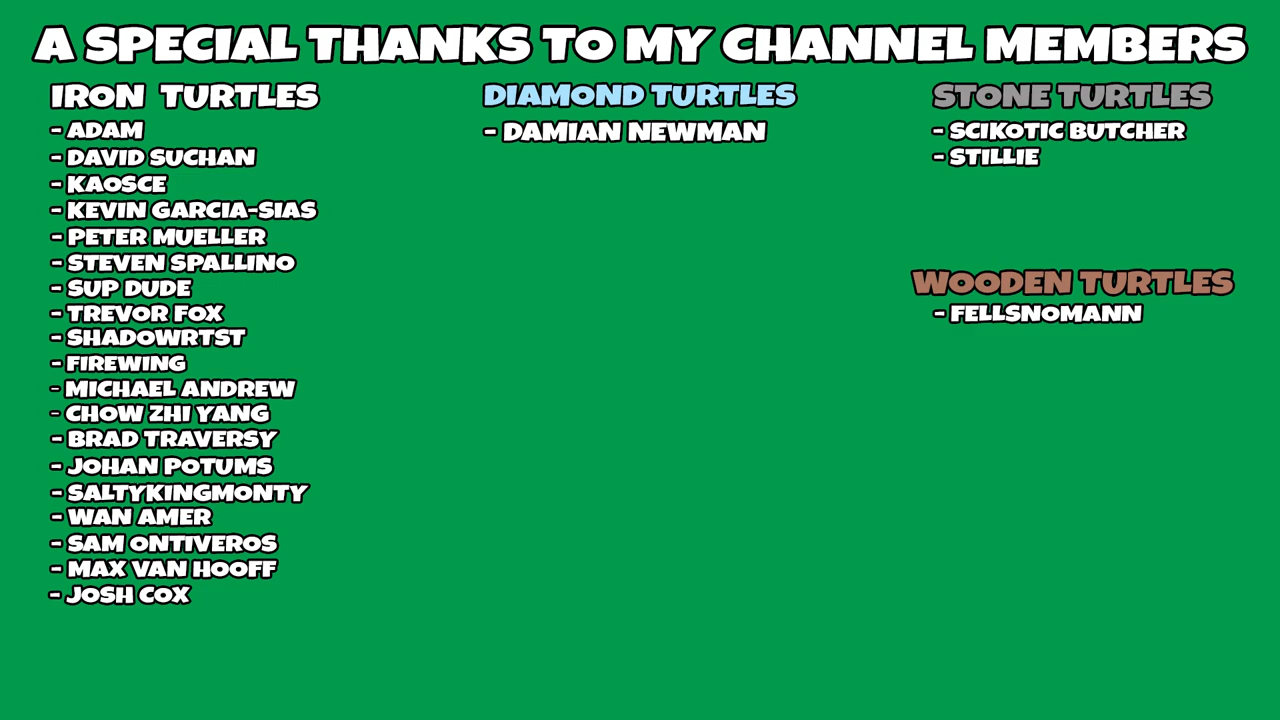 A SPECIAL THANKS TO MY CHANNEL MEMBERS
IRON TURTLES
- ADAM
- DAVID SUCHAN
- KAOSCE
- KEVIN GARCIA-SIAS
- PETER MUELLER
- STEVEN SPALLINO
- SUP DUDE
- TREVOR FOX
- SHADOWRTST
- FIREWING
- MICHAEL ANDREW
- CHOW ZHI YANG
- BRAD TRAVERSY
- JOHAN POTUMS
- SALTYKINGMONTY
- WAN AMER
- SAM ONTIVEROS
- MAX VAN HOOFF
- JOSH COX
DIAMOND TURTLES
- DAMIAN NEWMAN
STONE TURTLES
- SCIKOTIC BUTCHER
- STILLIE
WOODEN TURTLES
- FELLSNOMANN